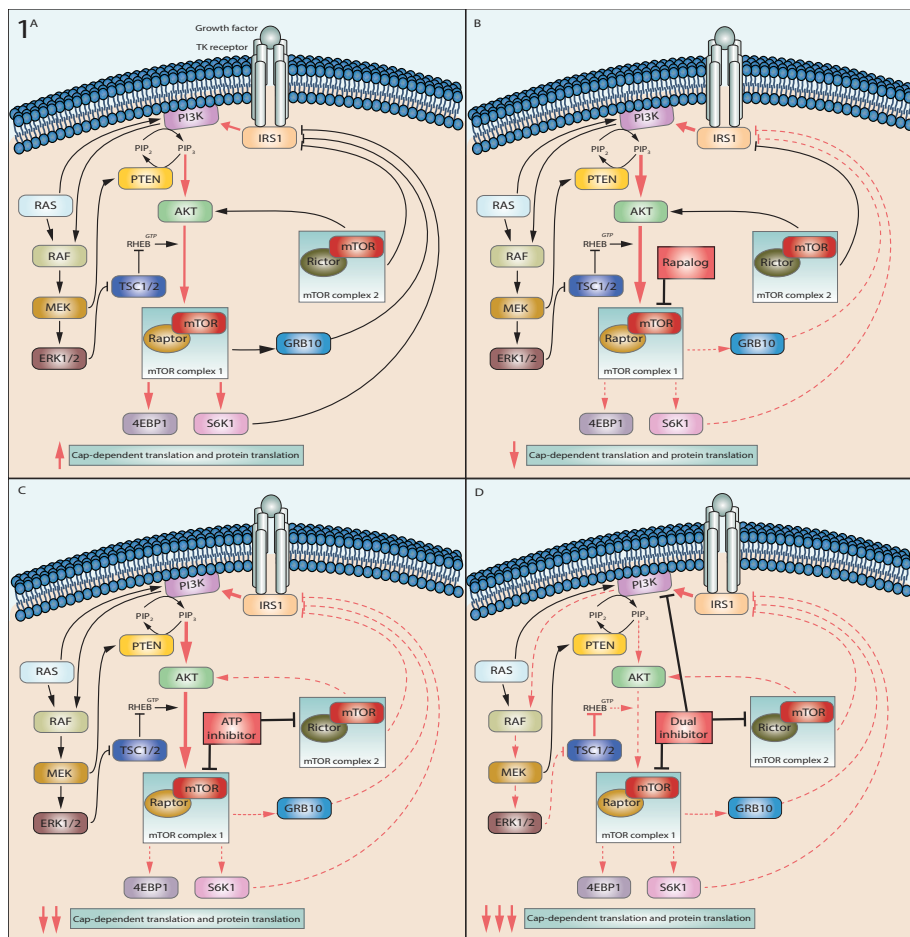 1 A
Growth factor
TK receptor
PI3K
IRS1
PIP2
PIP3
PTEN
RAS
AKT
RAF
RHEB GTP
mTOR
Rictor
mTOR complex 2
TSC1/2
MEK
mTOR
Raptor
mTOR complex 1
GRB10
ERK1/2
4EBP1
S6K1
Cap-dependent translation and protein translation
B
PI3K
IRS1
PIP2
PIP3
PTEN
RAS
AKT
RAF
RHEB GTP
Rapalog
mTOR
Rictor
mTOR complex 2
TSC1/2
MEK
mTOR
Raptor
mTOR complex 1
GRB10
ERK1/2
4EBP1
S6K1
Cap-dependent translation and protein translation
C
PI3K
IRS1
PIP2
PIP3
PTEN
RAS
AKT
RAF
RHEB GTP
ATP
inhibitor
mTOR
Rictor
mTOR complex 2
TSC1/2
MEK
mTOR
Raptor
mTOR complex 1
GRB10
ERK1/2
4EBP1
S6K1
Cap-dependent translation and protein translation
D
PI3K
IRS1
PIP2
PIP3
PTEN
RAS
AKT
RAF
RHEB GTP
Dual
inhibitor
mTOR
Rictor
mTOR complex 2
TSC1/2
MEK
mTOR
Raptor
mTOR complex 1
GRB10
ERK1/2
4EBP1
S6K1
Cap-dependent translation and protein translation